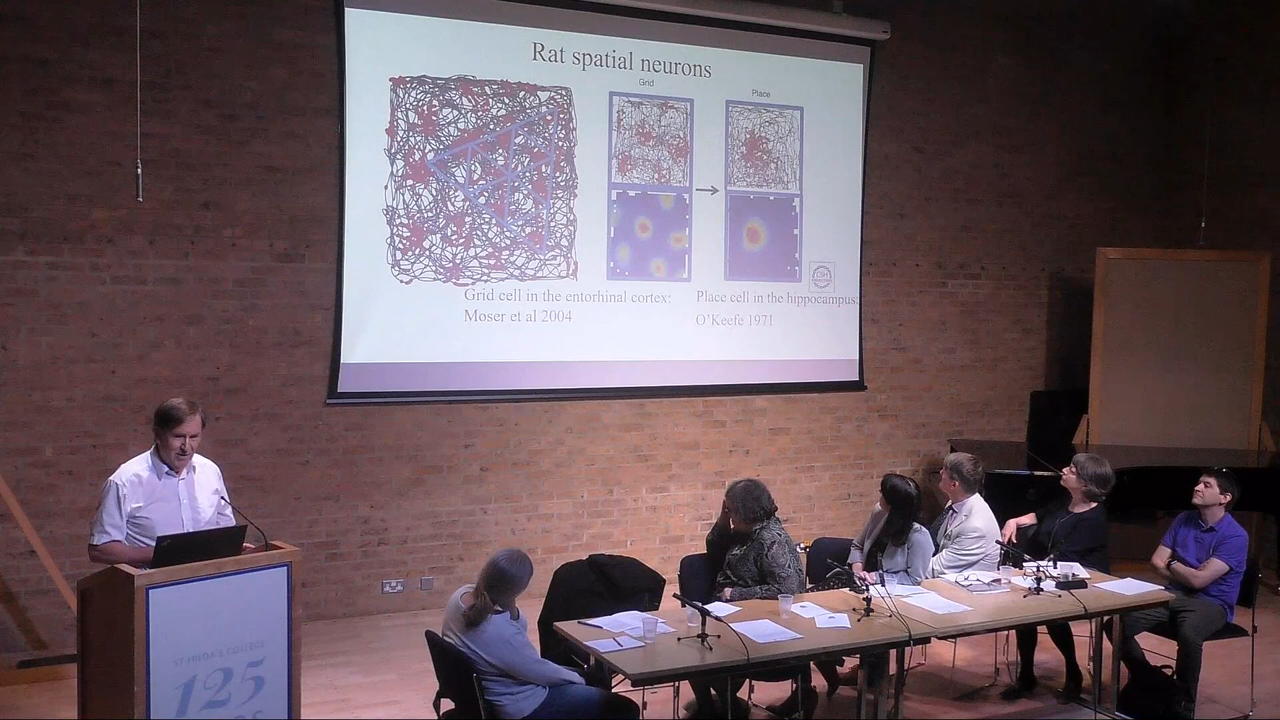 Rat spatial neurons
Grid
Place
Grid cell in the entorhinal cortex:
Moser et al 2004
Place cell in the hippocampus:
O'Keefe 1971
ST HILDA'S COLLEGE
125